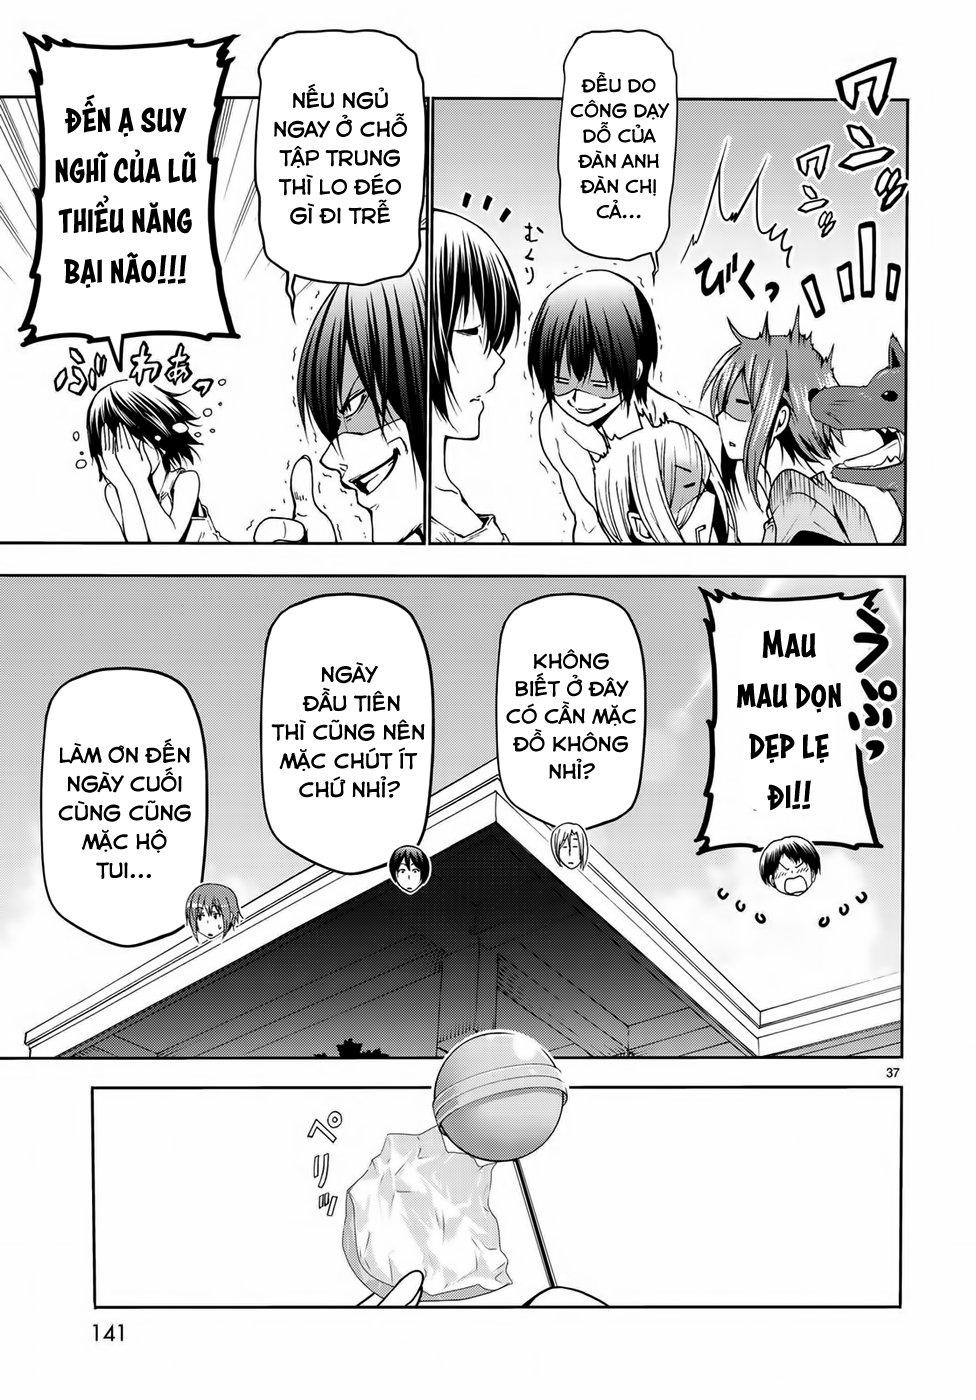 ĐỀU DO
CÔNG DẠY
DỖ CỦA
ĐÀN ANH
ĐÀN CHỊ
CẢ...
びくっ
むくり
NẾU NGỦ
NGAY Ở CHỖ
TẬP TRUNG
THÌ LO ĐÉO
GÌ ĐI TRỄ
ĐẾN Ạ SUY
NGHĨ CỦA LŨ
THIỂU NĂNG
BẠI NÃO!!!
ぶわぁっ
MAU
MAU DỌN
DẸP LẸ
ĐI!!
KHÔNG
BIẾT Ở ĐÂY
CÓ CẦN MẶC
ĐỒ KHÔNG
NHỈ?
NGÀY
ĐẦU TIÊN
THÌ CŨNG NÊN
MẶC CHÚT ÍT
CHỨ NHỈ?
LÀM ƠN ĐẾN
NGÀY CUỐI
CÙNG CŨNG
MẶC HỘ
TUI...
37
ペリッ
141